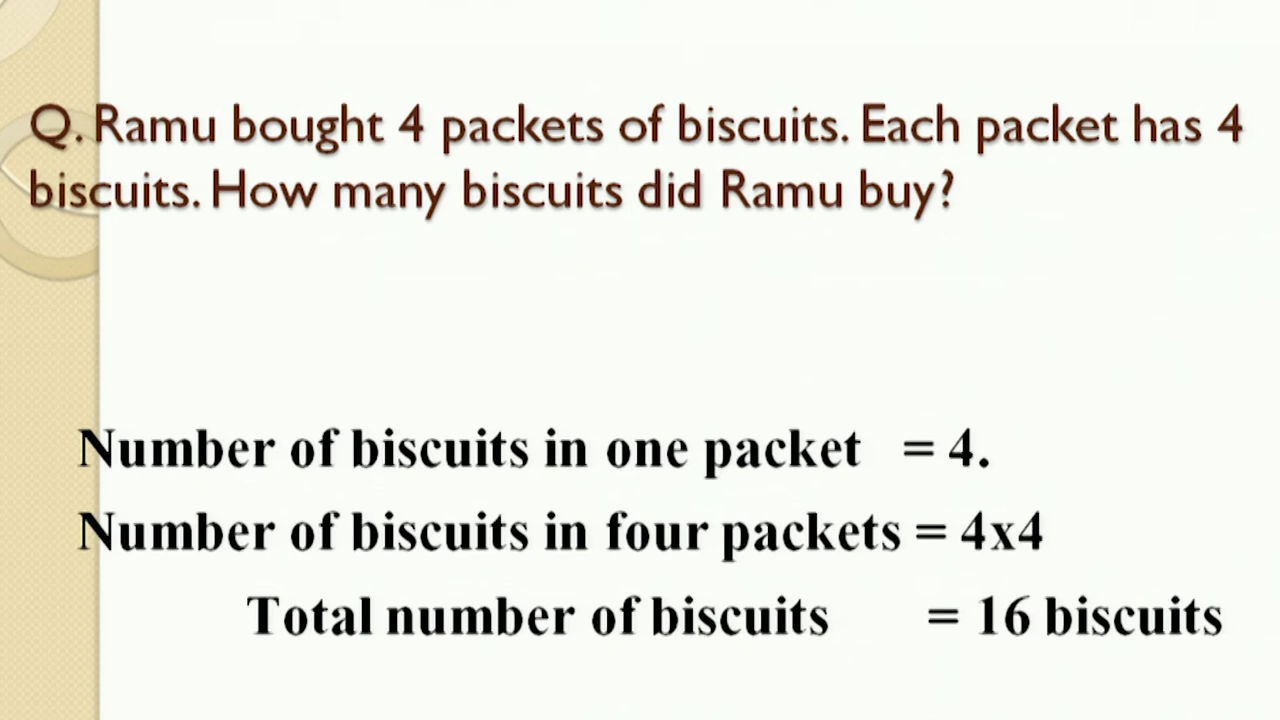 Q. Ramu bought 4 packets of biscuits. Each packet has 4
biscuits. How many biscuits did Ramu buy?
Number of biscuits in one packet = 4.
Number of biscuits in four packets = 4x4
Total number of biscuits = 16 biscuits